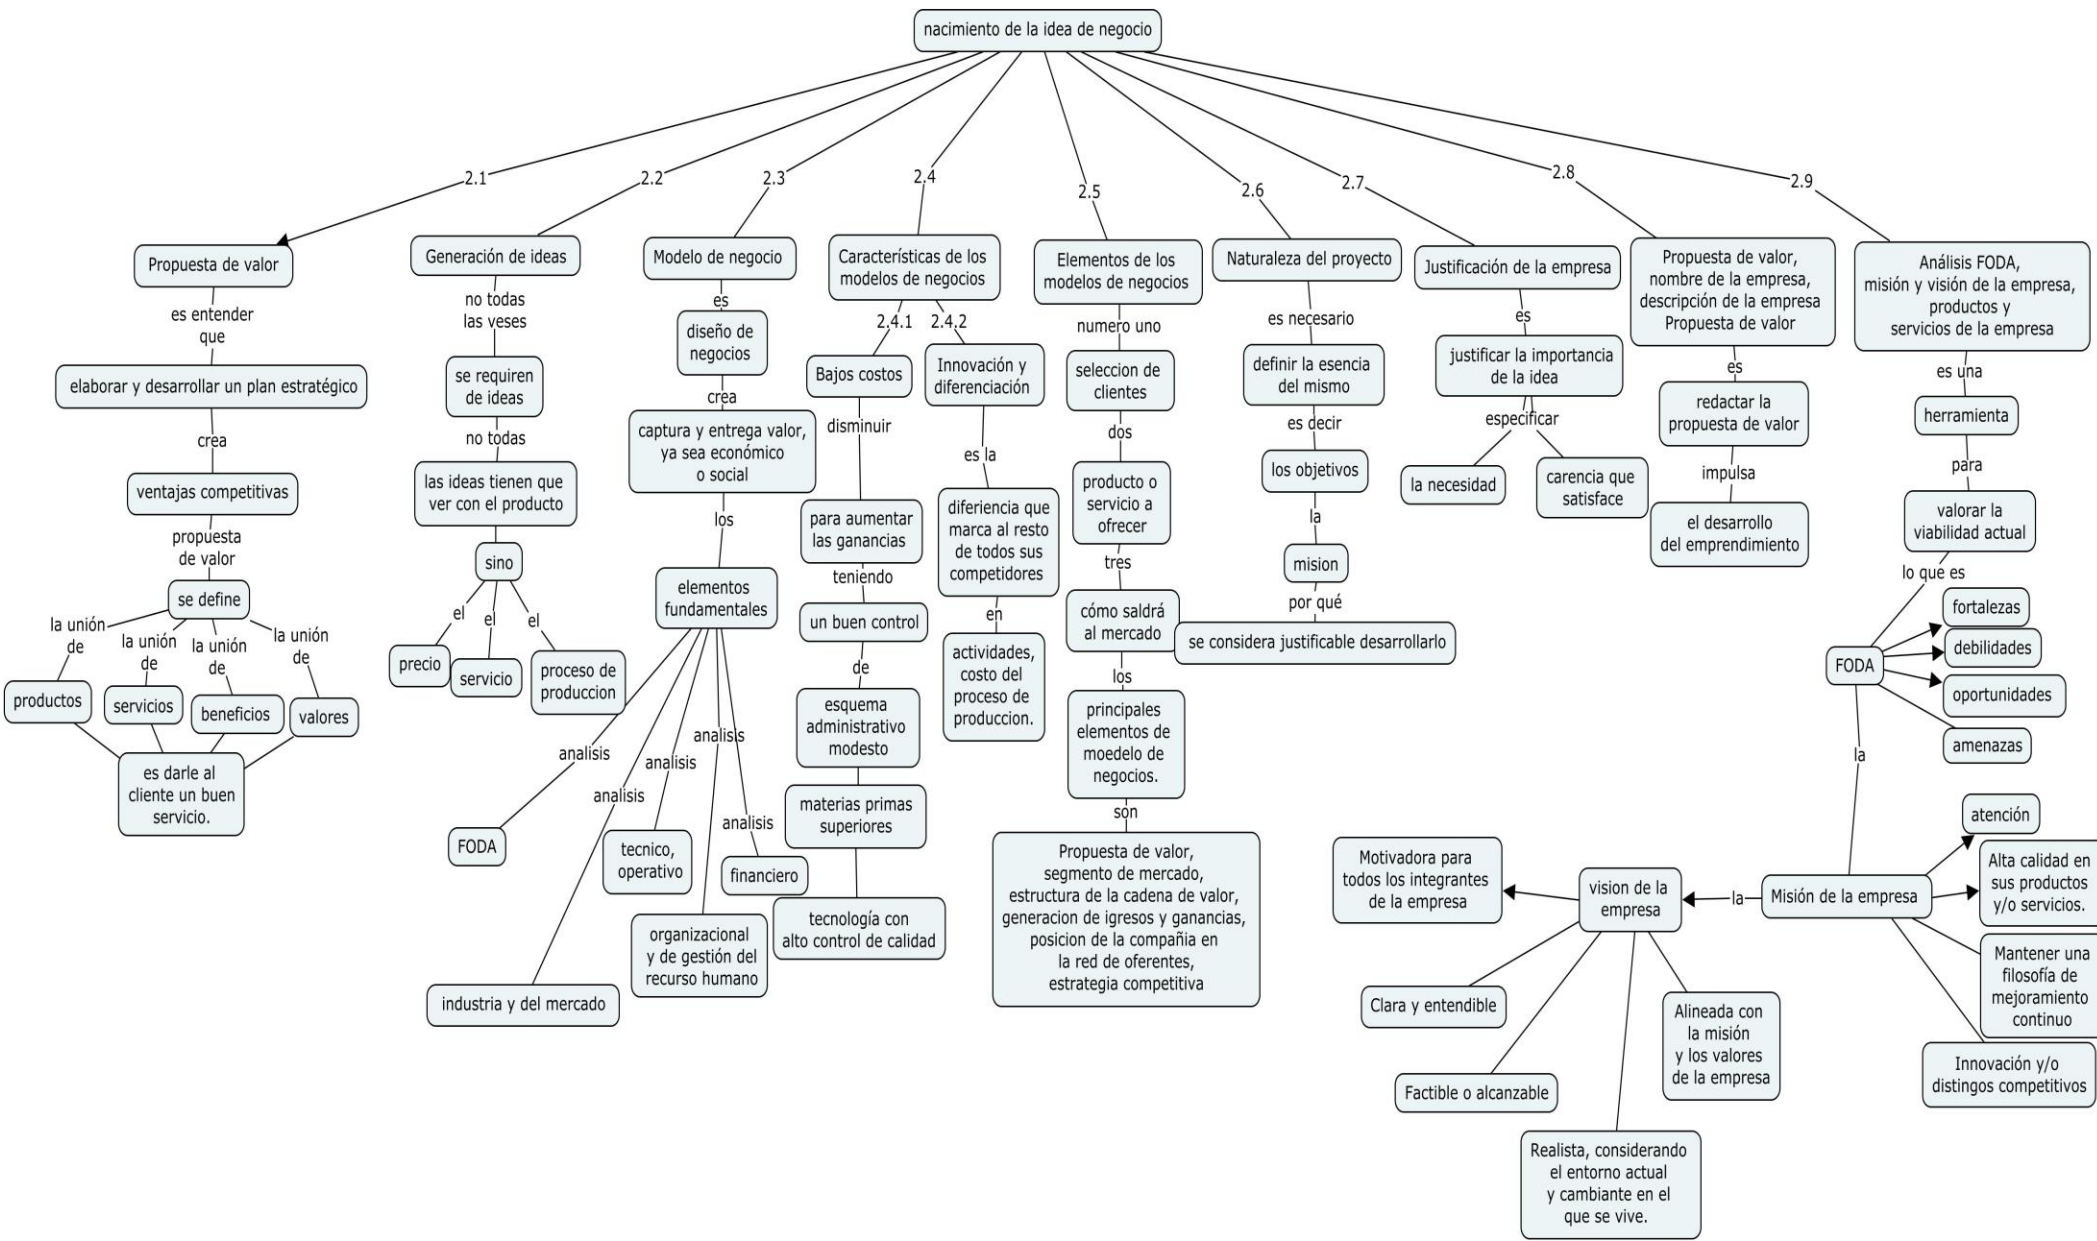 nacimiento de la idea de negocio
2.1
2.2
2.3
2.4
2.5
2.6
2.7
2.8
2.9
Propuesta de valor
es entender
que
elaborar y desarrollar un plan estratégico
crea
ventajas competitivas
propuesta
de valor
se define
la unión
de
la unión
de
la unión
de
la unión
de
productos
servicios
beneficios
valores
es darle al
cliente un buen
servicio.
Generación de ideas
no todas
las veses
se requiren
de ideas
no todas
las ideas tienen que
ver con el producto
sino
el
el
el
precio
servicio
proceso de
produccion
Modelo de negocio
es
diseño de
negocios
crea
captura y entrega valor,
ya sea económico
o social
los
elementos
fundamentales
analisis
analisis
analisis
analisis
analisis
FODA
industria y del mercado
tecnico,
operativo
organizacional
y de gestión del
recurso humano
financiero
Características de los
modelos de negocios
2.4.1
2.4.2
Bajos costos
disminuir
para aumentar
las ganancias
teniendo
un buen control
de
esquema
administrativo
modesto
materias primas
superiores
tecnología con
alto control de calidad
Innovación y
diferenciación
es la
difieriencia que
marca al resto
de todos sus
competidores
en
actividades,
costo del
proceso de
produccion.
Elementos de los
modelos de negocios
numero uno
seleccion de
clientes
dos
producto o
servicio a
ofrecer
tres
cómo saldrá
al mercado
los
principales
elementos de
moedelo de
negocios.
son
Propuesta de valor,
segmento de mercado,
estructura de la cadena de valor,
generacion de igresos y ganancias,
posicion de la compañia en
la red de oferentes,
estrategia competitiva
Naturaleza del proyecto
es necesario
definir la esencia
del mismo
es decir
los objetivos
la
mision
por qué
se considera justificable desarrollarlo
Justificación de la empresa
es
justificar la importancia
de la idea
especificar
la necesidad
carencia que
satisface
Propuesta de valor,
nombre de la empresa,
descripción de la empresa
Propuesta de valor
es
redactar la
propuesta de valor
impulsa
el desarrollo
del emprendimiento
Análisis FODA,
misión y visión de la empresa,
productos y
servicios de la empresa
es una
herramienta
para
valorar la
viabilidad actual
lo que es
FODA
fortalezas
debilidades
oportunidades
amenazas
la
Misión de la empresa
atención
Alta calidad en
sus productos
y/o servicios.
Mantener una
filosofía de
mejoramiento
continuo
Innovación y/o
distingos competitivos
la
vision de la
empresa
Motivadora para
todos los integrantes
de la empresa
Clara y entendible
Factible o alcanzable
Realista, considerando
el entorno actual
y cambiante en el
que se vive.
Alineada con
la misión
y los valores
de la empresa